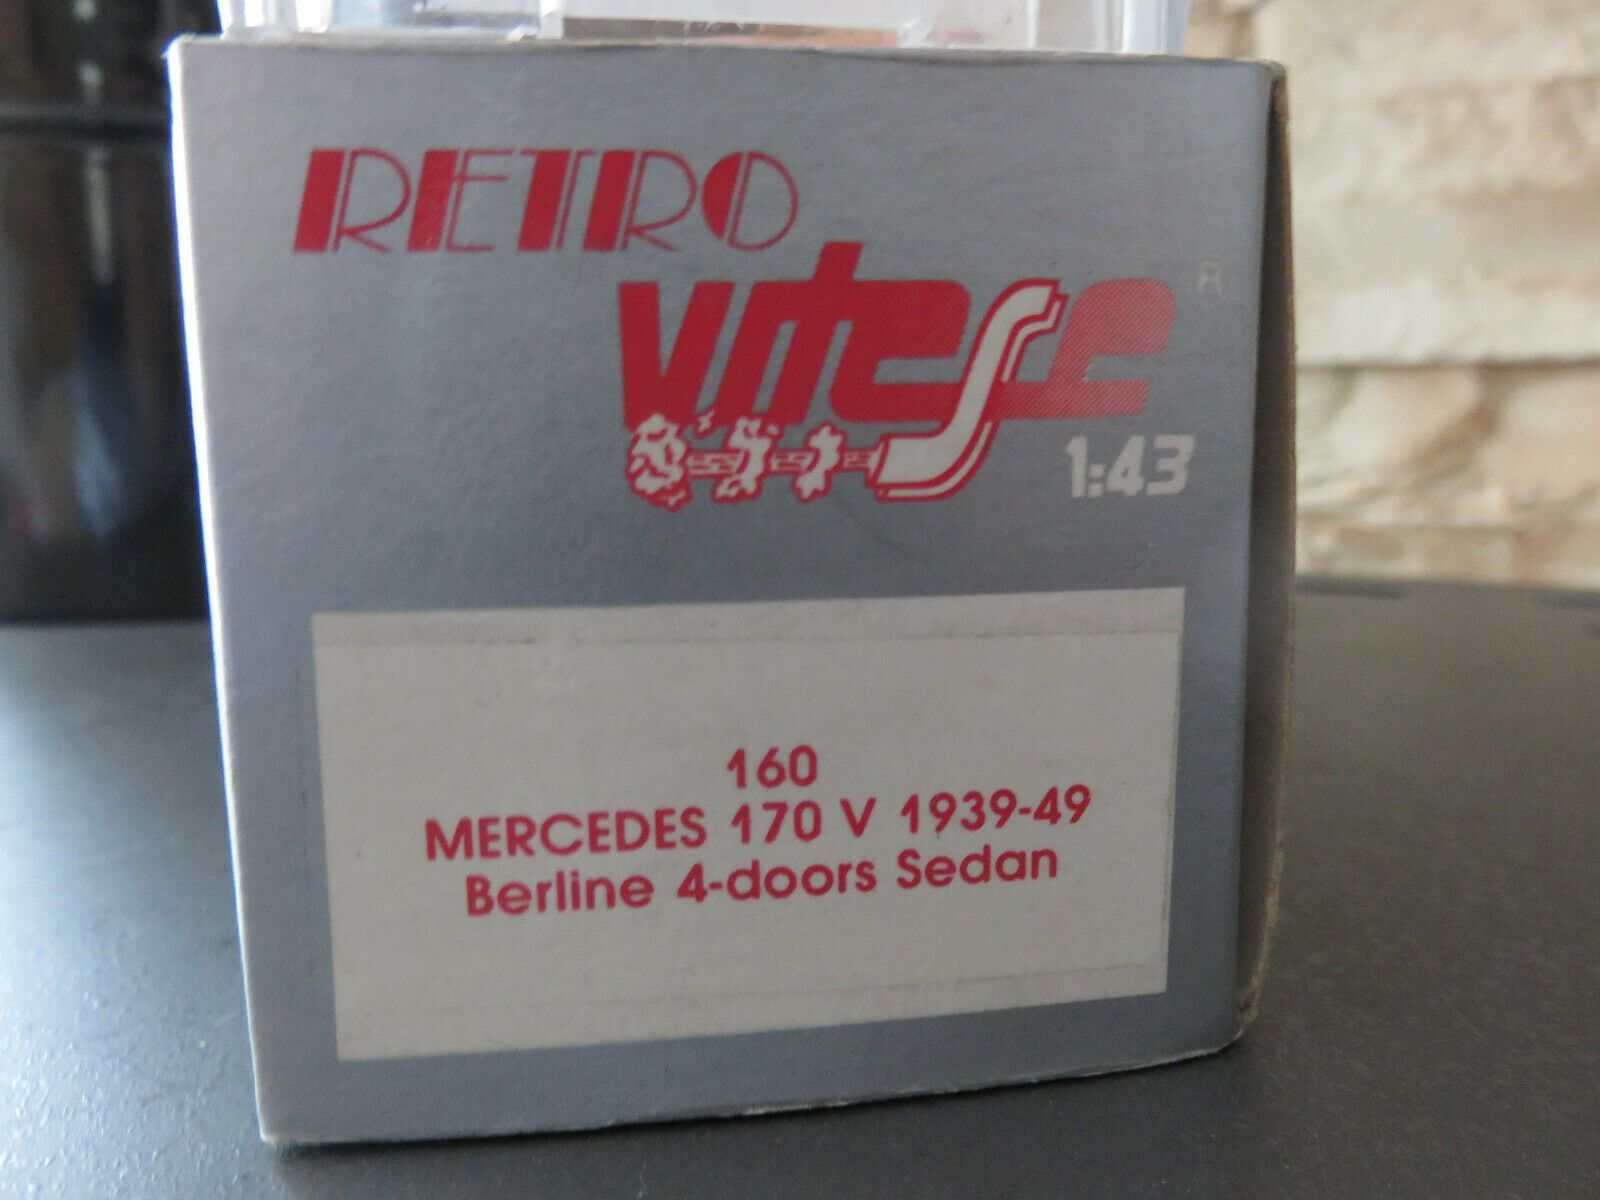 RETRO
Vitesse ®
1:43
160
MERCEDES 170 V 1939-49
Berline 4-doors Sedan